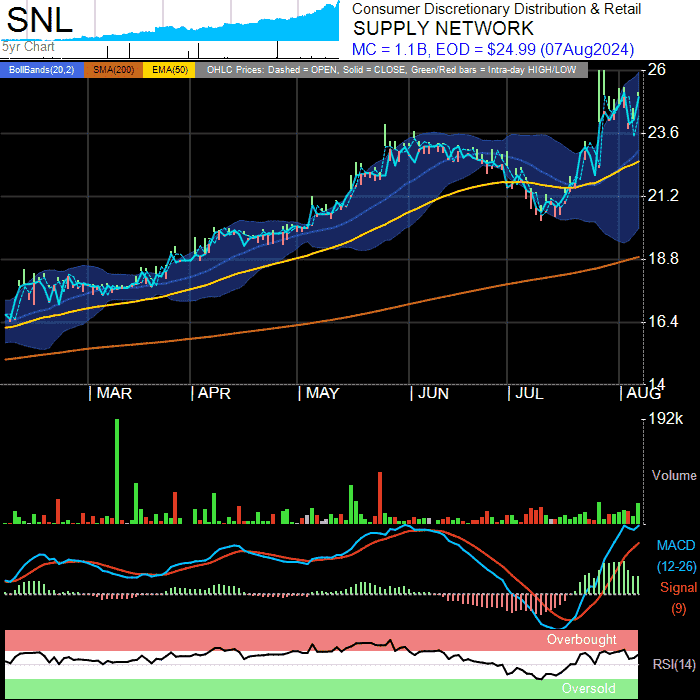 SNL
5yr Chart
Consumer Discretionary Distribution & Retail
SUPPLY NETWORK
MC = 1.1B, EOD = $24.99 (07Aug2024)
BollBands(20,2) SMA(200) EMA(50) OHLC Prices: Dashed = OPEN, Solid = CLOSE, Green/Red bars = Intra-day HIGH/LOW
26
23.6
21.2
18.8
16.4
14
MAR APR MAY JUN JUL AUG
192k
Volume
MACD
(12-26)
Signal
(9)
Overbought
RSI(14)
Oversold